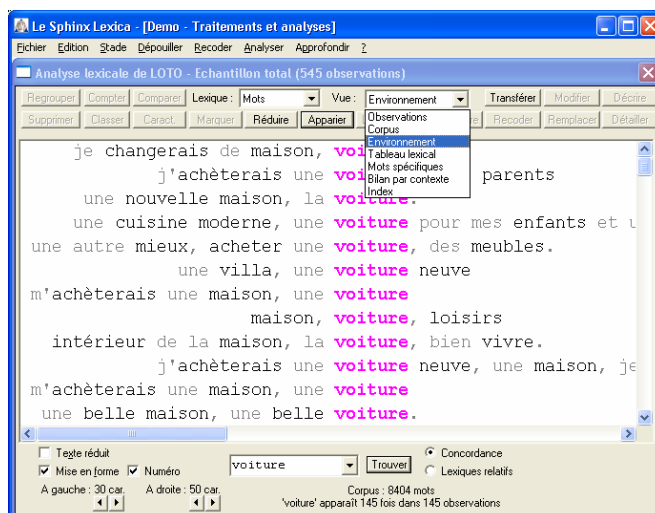 Le Sphinx Lexica - [Demo - Traitements et analyses]
Fichier Edition Stade Dépouiller Recoder Analyser Approfondir ?
Analyse lexicale de LOTO - Echantillon total (545 observations)
Regrouper Compter Comparer Lexique : Mots Vue : Environnement Transférer Modifier Décrire
Supprimer Classer Caract. Marquer Réduire Apparier Recoder Remplacer Détailler
Observations
Corpus
Environnement
Tableau lexical
Mots spécifiques
Bilan par contexte
Index
je changerais de maison, voi
j'achèterais une voi parents
une nouvelle maison, la voiture.
une cuisine moderne, une voiture pour mes enfants et u
une autre mieux, acheter une voiture, des meubles.
une villa, une voiture neuve
m'achèterais une maison, une voiture
maison, voiture, loisirs
intérieur de la maison, la voiture, bien vivre.
j'achèterais une voiture neuve, une maison, je
m'achèterais une maison, une voiture
une belle maison, une belle voiture.
Texte réduit
Mise en forme Numéro
voiture Trouver
Concordance
Lexiques relatifs
A gauche : 30 car. A droite : 50 car.
Corpus : 8404 mots
'voiture' apparaît 145 fois dans 145 observations